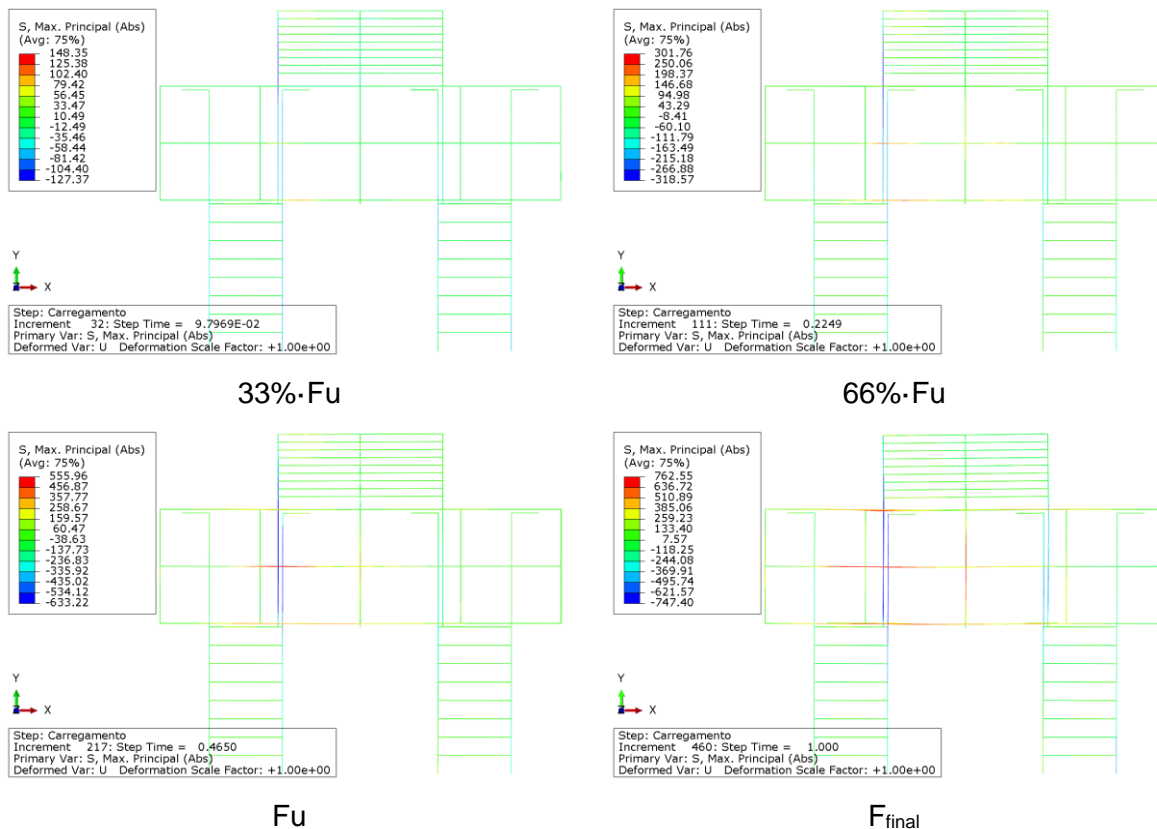 S, Max. Principal (Abs)
(Avg: 75%)
148.35
125.38
102.40
79.42
56.45
33.47
10.49
-12.49
-35.46
-58.44
-81.42
-104.40
-127.37
Y
Z X
Step: Carregamento
Increment 32: Step Time = 9.7969E-02
Primary Var: S, Max. Principal (Abs)
Deformed Var: U Deformation Scale Factor: +1.00e+00
33%·Fu
S, Max. Principal (Abs)
(Avg: 75%)
301.76
250.06
198.37
146.68
94.98
43.29
-8.41
-60.10
-111.79
-163.49
-215.18
-266.88
-318.57
Y
Z X
Step: Carregamento
Increment 111: Step Time = 0.2249
Primary Var: S, Max. Principal (Abs)
Deformed Var: U Deformation Scale Factor: +1.00e+00
66%·Fu
S, Max. Principal (Abs)
(Avg: 75%)
555.96
456.87
357.77
258.67
159.57
60.47
-38.63
-137.73
-236.83
-335.92
-435.02
-534.12
-633.22
Y
Z X
Step: Carregamento
Increment 217: Step Time = 0.4650
Primary Var: S, Max. Principal (Abs)
Deformed Var: U Deformation Scale Factor: +1.00e+00
Fu
S, Max. Principal (Abs)
(Avg: 75%)
762.55
636.72
510.89
385.06
259.23
133.40
7.57
-118.25
-244.08
-369.91
-495.74
-621.57
-747.40
Y
Z X
Step: Carregamento
Increment 460: Step Time = 1.000
Primary Var: S, Max. Principal (Abs)
Deformed Var: U Deformation Scale Factor: +1.00e+00
Ffinal